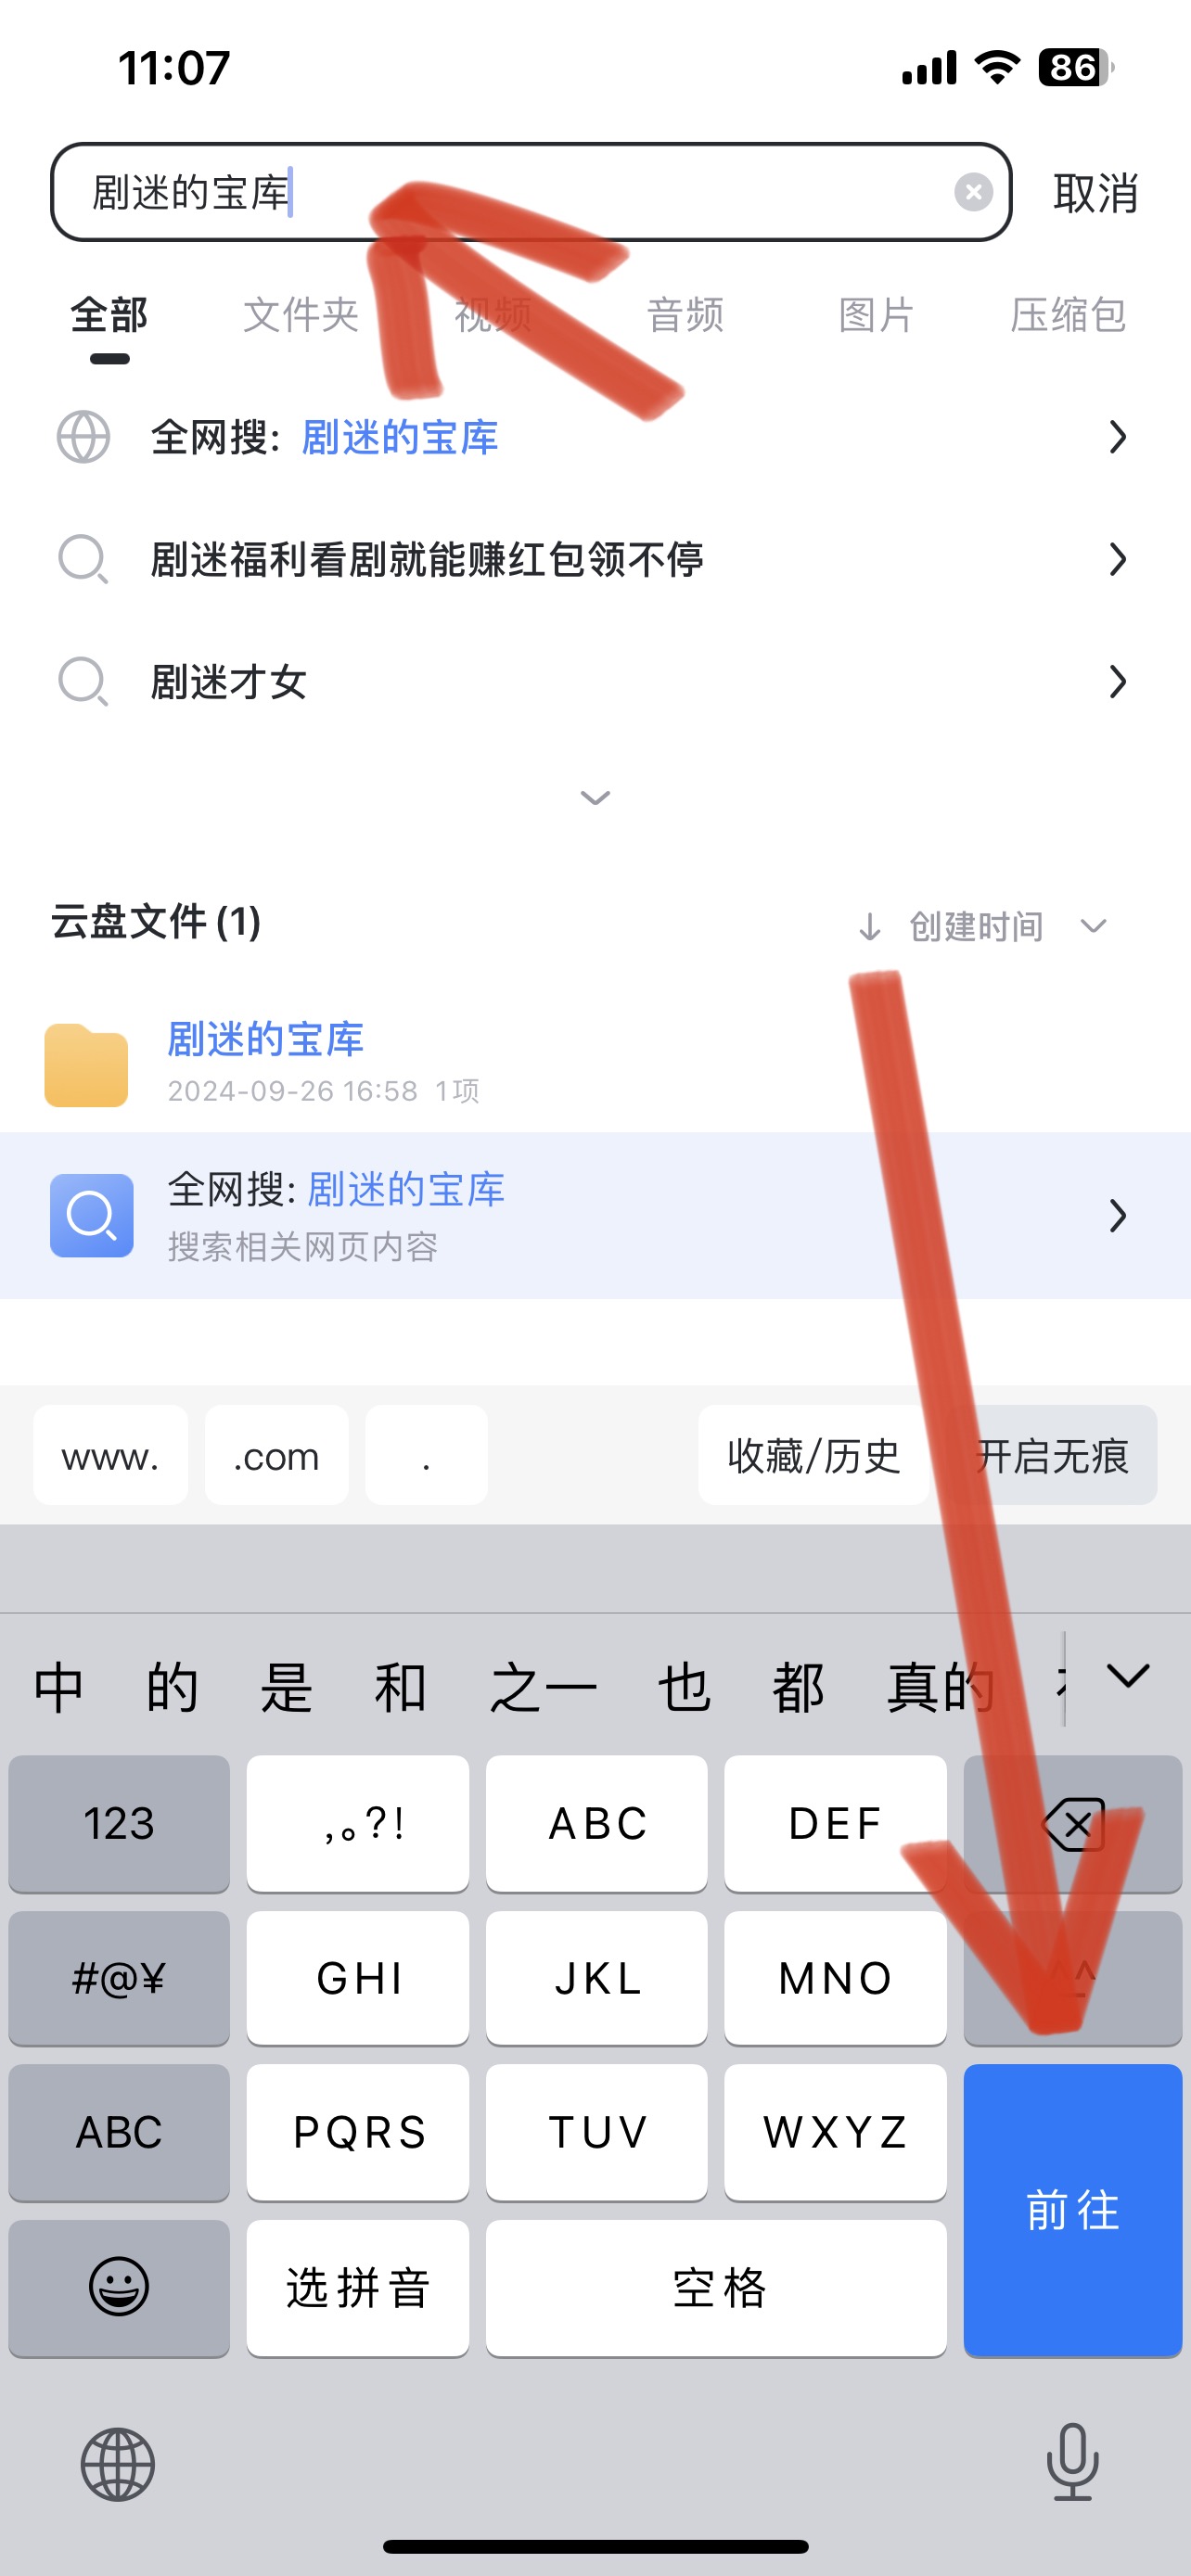 11:07
86
剧迷的宝库
取消
全部 文件夹 视频 音频 图片 压缩包
全网搜: 剧迷的宝库
剧迷福利看剧就能赚红包领不停
剧迷才女
云盘文件(1)
创建时间
剧迷的宝库
2024-09-26 16:58 1项
全网搜: 剧迷的宝库
搜索相关网页内容
www. .com . 收藏/历史 开启无痕
中 的 是 和 之一 也 都 真的
123 ,。?! ABC DEF
#@¥ GHI JKL MNO ^^
ABC PQRS TUV WXYZ
前往
选拼音 空格